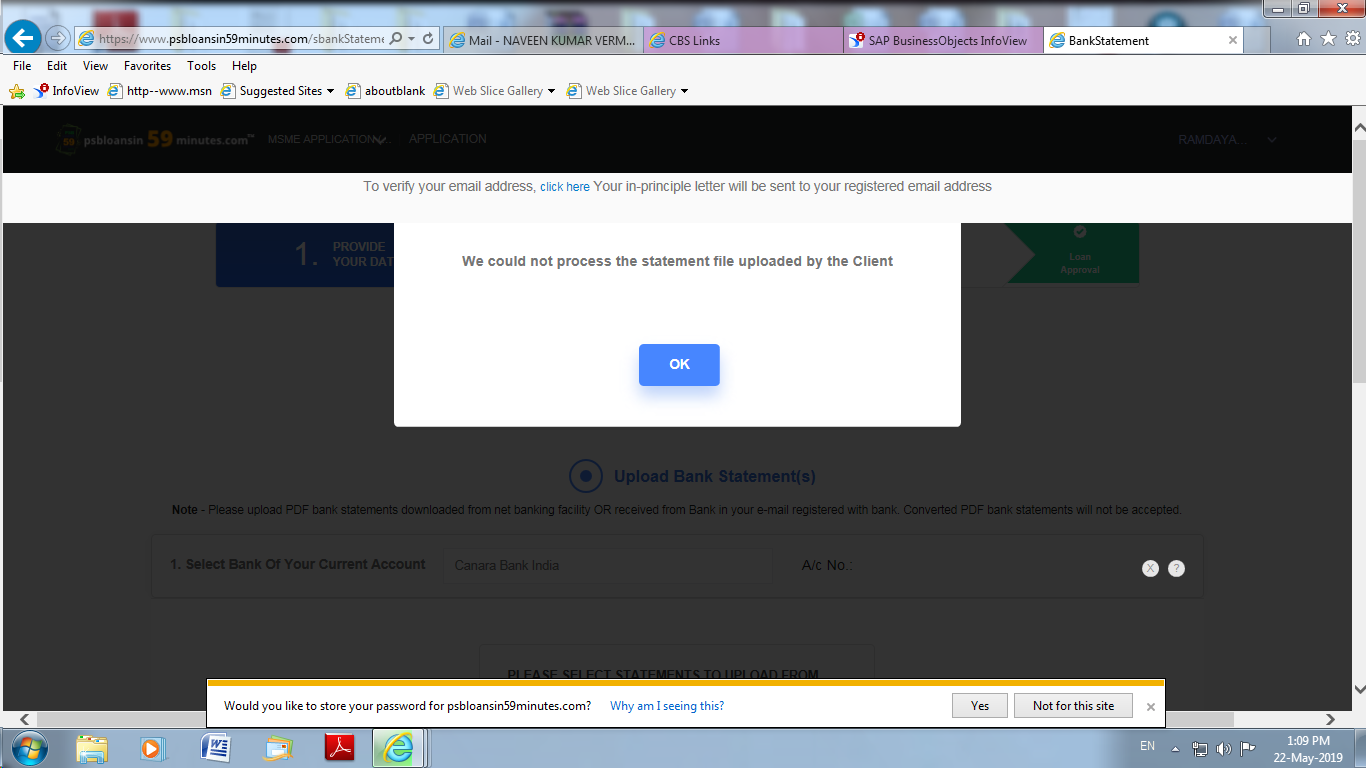 https://www.psbloansin59minutes.com/sbankStateme
Mail - NAVEEN KUMAR VERM...
CBS Links
SAP BusinessObjects InfoView
BankStatement
File Edit View Favorites Tools Help
InfoView http--www.msn Suggested Sites aboutblank Web Slice Gallery Web Slice Gallery
59 psbloansin 59 minutes.com™ MSME APPLICATION APPLICATION RAMDAYA...
To verify your email address, click here Your in-principle letter will be sent to your registered email address
1. PROVIDE
YOUR DAT
Loan
Approval
We could not process the statement file uploaded by the Client
OK
Upload Bank Statement(s)
Note - Please upload PDF bank statements downloaded from net banking facility OR received from Bank in your e-mail registered with bank. Converted PDF bank statements will not be accepted.
1. Select Bank Of Your Current Account Canara Bank India A/c No.: X ?
PLEASE SELECT STATEMENTS TO UPLOAD FROM
Would you like to store your password for psbloansin59minutes.com? Why am I seeing this? Yes Not for this site
EN
1:09 PM
22-May-2019